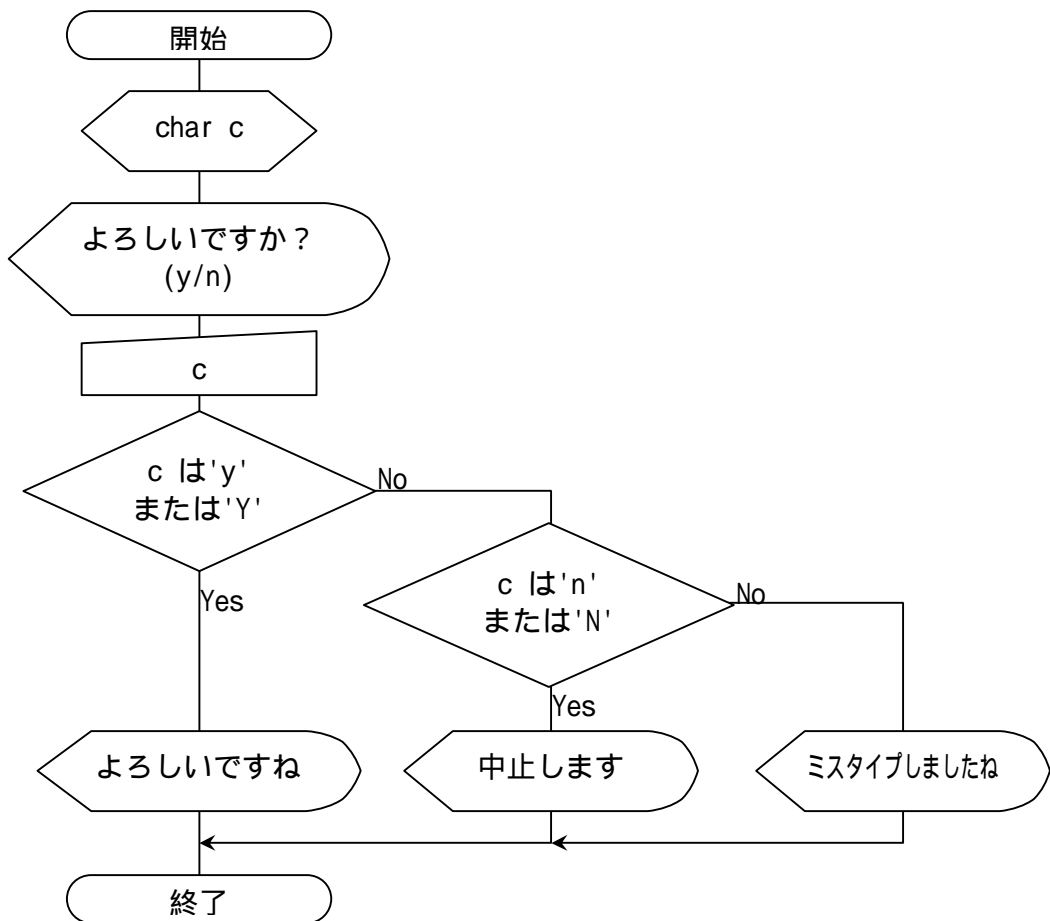 開始
char c
よろしいですか？
(y/n)
c
c は'y'
または'Y'
No
Yes
c は'n'
または'N'
No
Yes
よろしいですね
中止します
ミスタイプしましたね
終了